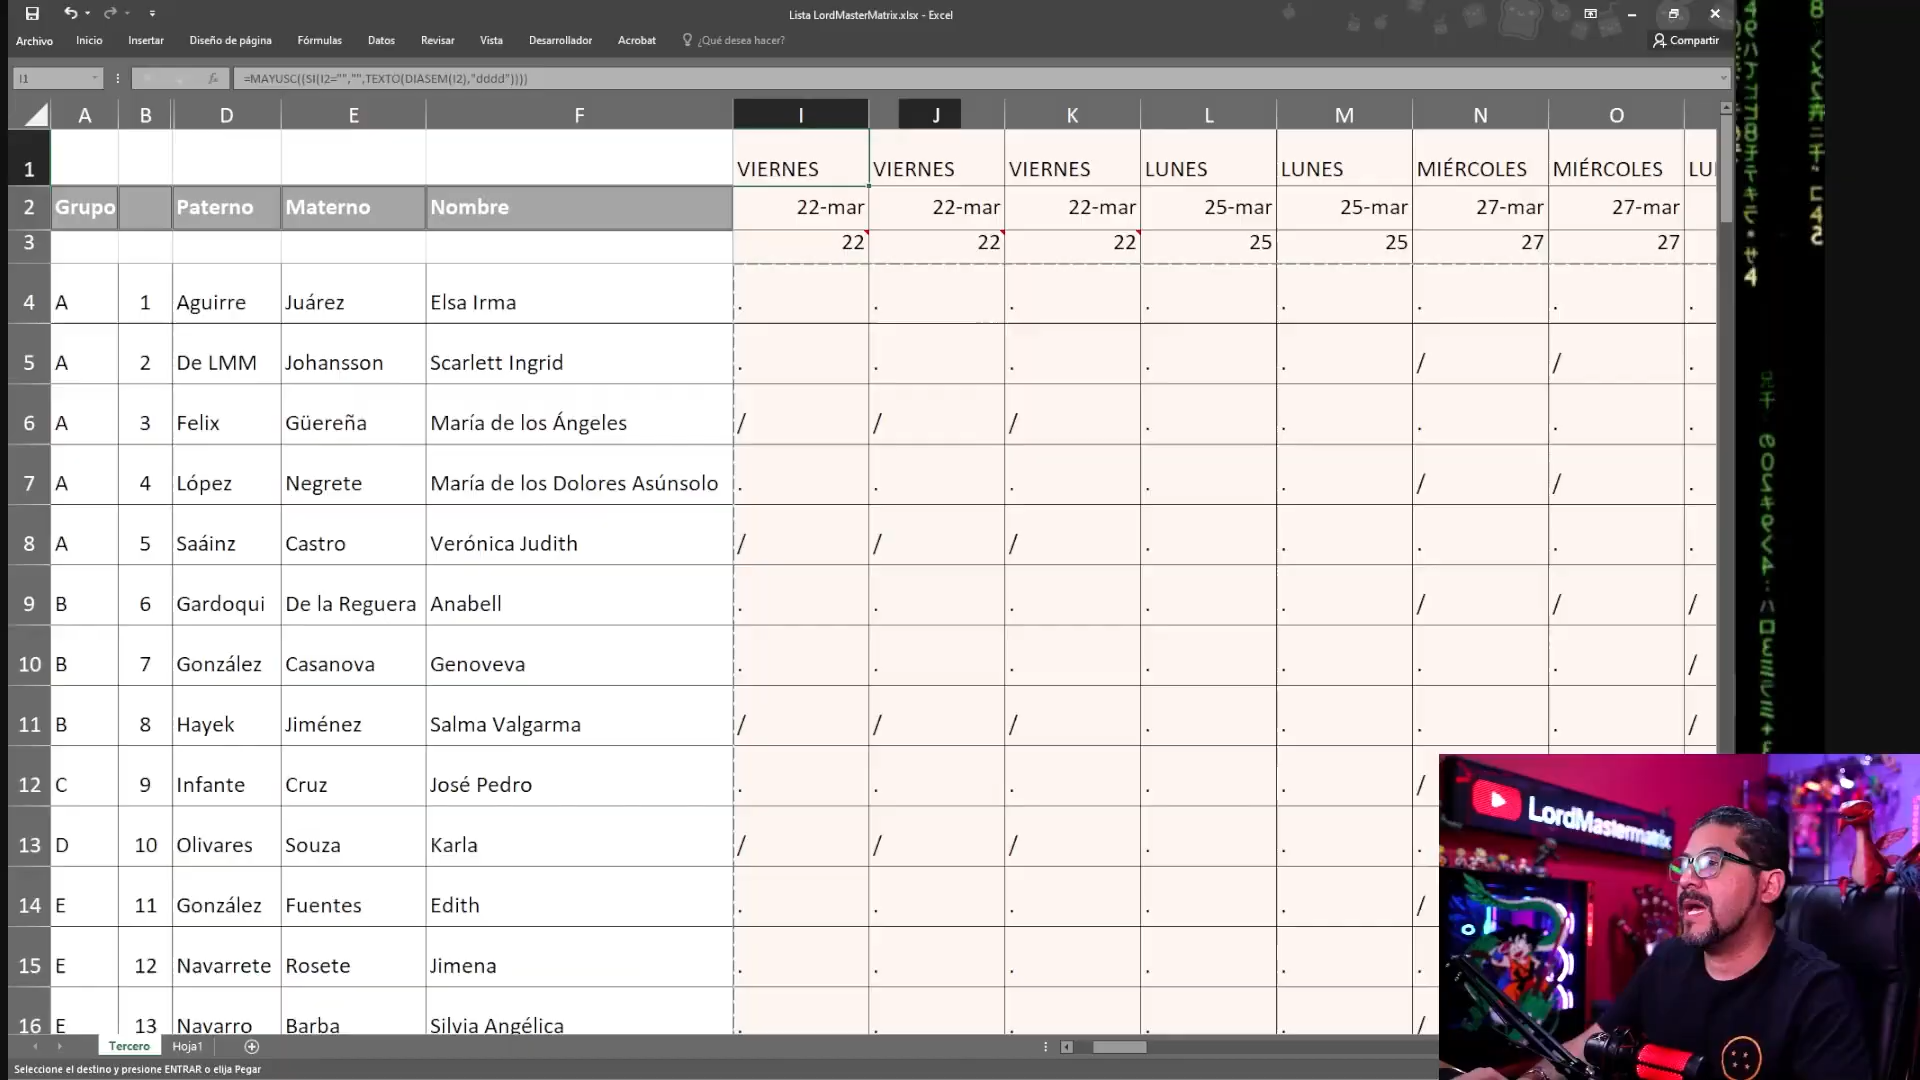 Lista LordMasterMatrix.xlsx - Excel
Archivo Inicio Insertar Diseño de página Fórmulas Datos Revisar Vista Desarrollador Acrobat ¿Qué desea hacer? Compartir
I1 fx =MAYUSC((SI(I2="","",TEXTO(DIASEM(I2),"dddd"))))
A B D E F I J K L M N O
1 VIERNES VIERNES VIERNES LUNES LUNES MIÉRCOLES MIÉRCOLES LU
2 Grupo Paterno Materno Nombre 22-mar 22-mar 22-mar 25-mar 25-mar 27-mar 27-mar
3 22 22 22 25 25 27 27
4 A 1 Aguirre Juárez Elsa Irma . . . . . . . .
5 A 2 De LMM Johansson Scarlett Ingrid . . . . . / / .
6 A 3 Felix Güereña María de los Ángeles / / / . . . . .
7 A 4 López Negrete María de los Dolores Asúnsolo . . . . . / / .
8 A 5 Saáinz Castro Verónica Judith / / / . . . . .
9 B 6 Gardoqui De la Reguera Anabell . . . . . / / /
10 B 7 González Casanova Genoveva . . . . . . . /
11 B 8 Hayek Jiménez Salma Valgarma / / / . . . . /
12 C 9 Infante Cruz José Pedro . . . . . /
13 D 10 Olivares Souza Karla / / / . . .
14 E 11 González Fuentes Edith . . . . . /
15 E 12 Navarrete Rosete Jimena . . . . . .
16 E 13 Navarro Barba Silvia Angélica . . . . . /
Tercero Hoja1
Seleccione el destino y presione ENTRAR o elija Pegar
LordMastermatrix